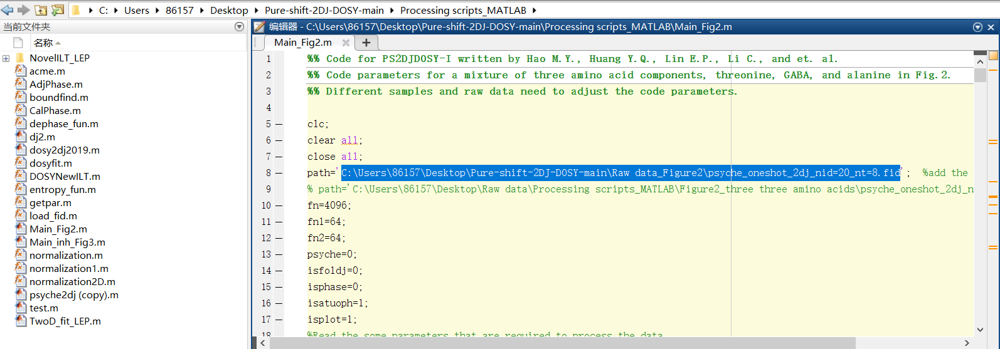 C: Users 86157 Desktop Pure-shift-2DJ-DOSY-main Processing scripts_MATLAB
当前文件夹
名称
NovelILT_LEP
acme.m
AdjPhase.m
boundfind.m
CalPhase.m
dephase_fun.m
dj2.m
dosy2dj2019.m
dosyfit.m
DOSYNewILT.m
entropy_fun.m
getpar.m
load_fid.m
Main_Fig2.m
Main_inh_Fig3.m
normalization.m
normalization1.m
normalization2D.m
psyche2dj (copy).m
test.m
TwoD_fit_LEP.m
编辑器 - C:\Users\86157\Desktop\Pure-shift-2DJ-DOSY-main\Processing scripts_MATLAB\Main_Fig2.m
Main_Fig2.m
1 %% Code for PS2DJDOSY-I written by Hao M.Y., Huang Y.Q., Lin E.P., Li C., and et. al.
2 %% Code parameters for a mixture of three amino acid components, threonine, GABA, and alanine in Fig.2.
3 %% Different samples and raw data need to adjust the code parameters.
4
5 clc;
6 clear all;
7 close all;
8 path='C:\Users\86157\Desktop\Pure-shift-2DJ-DOSY-main\Raw data_Figure2\psyche_oneshot_2dj_nid=20_nt=8.fid'; %add the
9 % path='C:\Users\86157\Desktop\Raw data\Processing scripts_MATLAB\Figure2_three three amino acids\psyche_oneshot_2dj_n
10 fn=4096;
11 fn1=64;
12 fn2=64;
13 psyche=0;
14 isfoldj=0;
15 isphase=0;
16 isatuoph=1;
17 isplot=1;
18 %Read the some parameters that are required to process the data